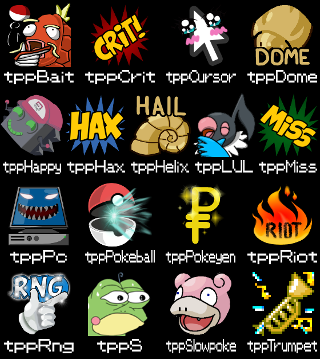 CRIT!
DOME
tppBait tppCrit tppCursor tppDome
HAX HAIL MiSS
tppHappy tppHax tppHelix tppLUL tppMiss
RIOT
tppPc tppPokeball tppPokeyen tppRiot
RNG
tppRng tppS tppSlowpoke tppTrumpet